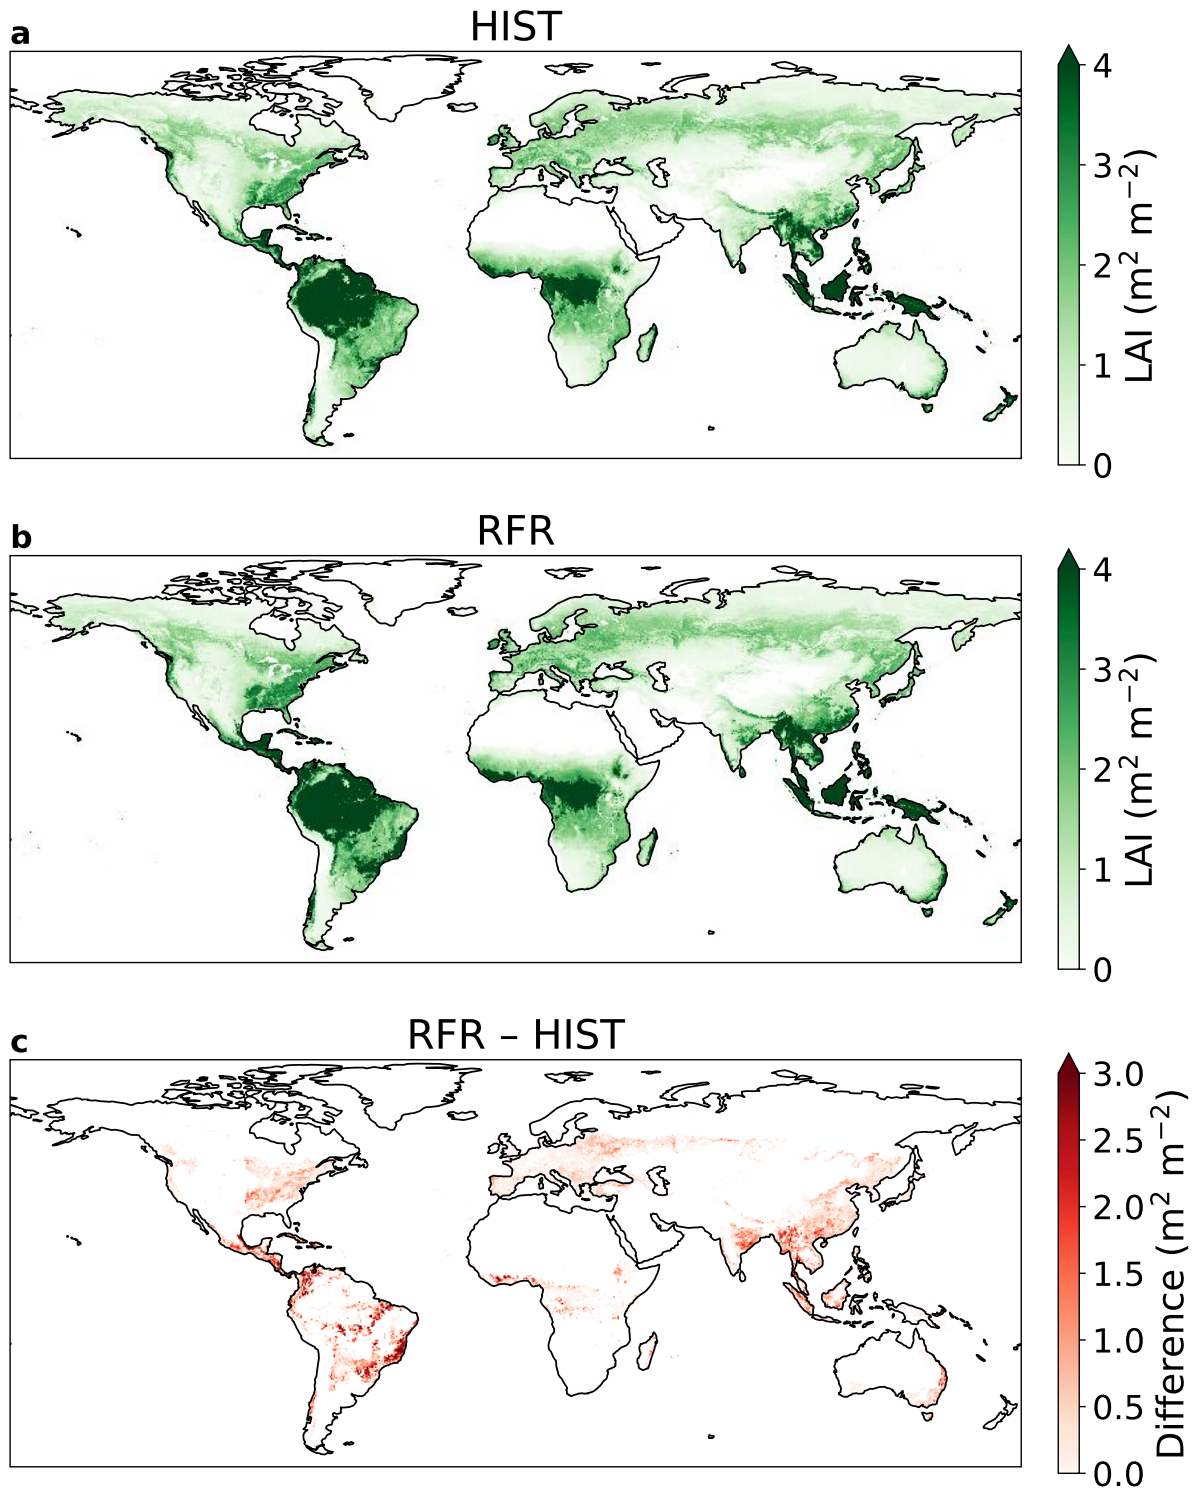 a
HIST
4
3
2
1
0
LAI (m² m⁻²)
b
RFR
4
3
2
1
0
LAI (m² m⁻²)
c
RFR – HIST
3.0
2.5
2.0
1.5
1.0
0.5
0.0
Difference (m² m⁻²)